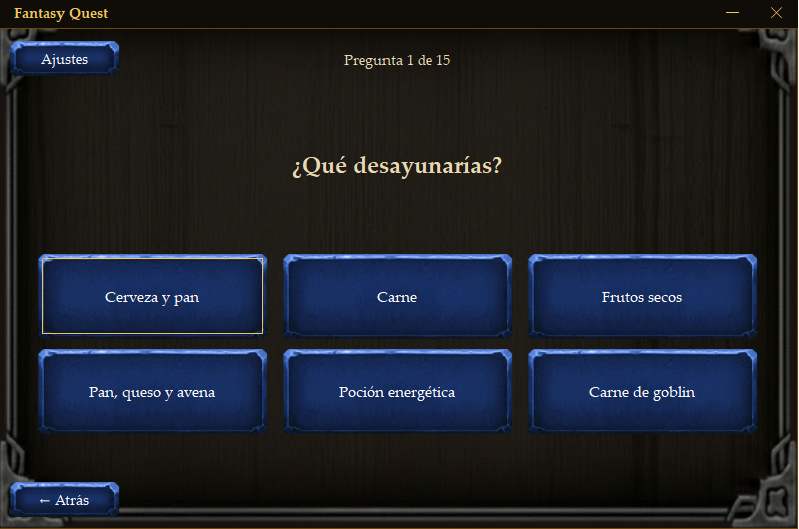 Fantasy Quest
Ajustes
Pregunta 1 de 15
¿Qué desayunarías?
Cerveza y pan
Carne
Frutos secos
Pan, queso y avena
Poción energética
Carne de goblin
← Atrás